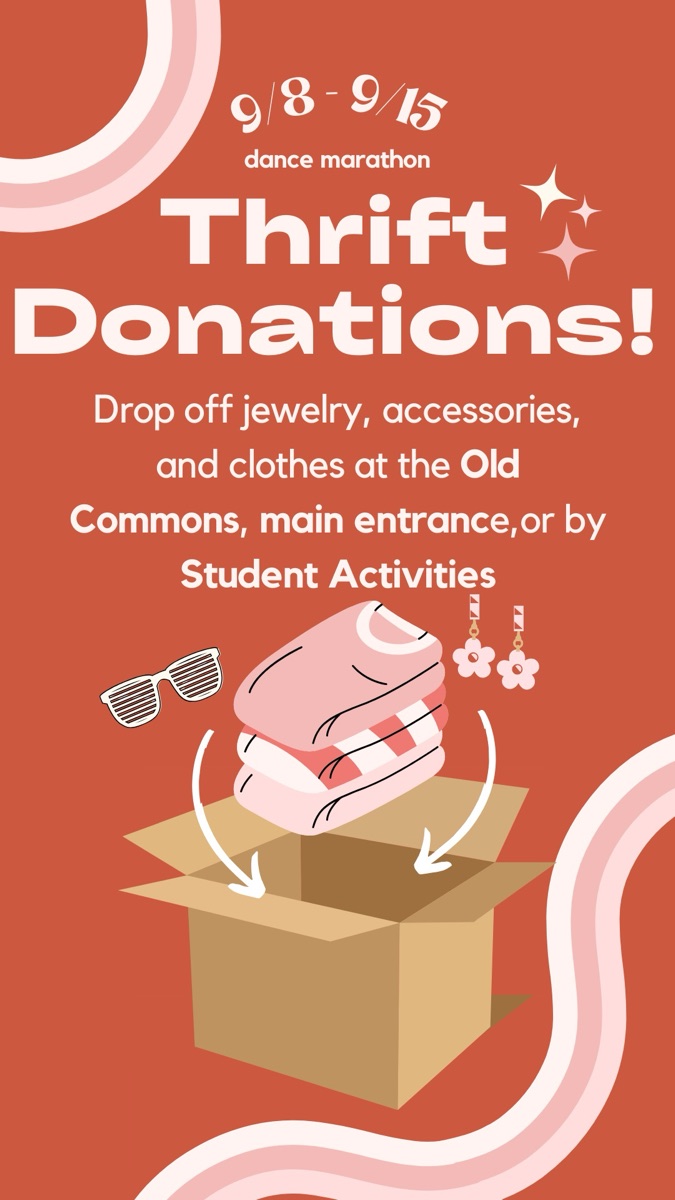 9/8 - 9/15
dance marathon
Thrift
Donations!
Drop off jewelry, accessories,
and clothes at the Old
Commons, main entrance,or by
Student Activities